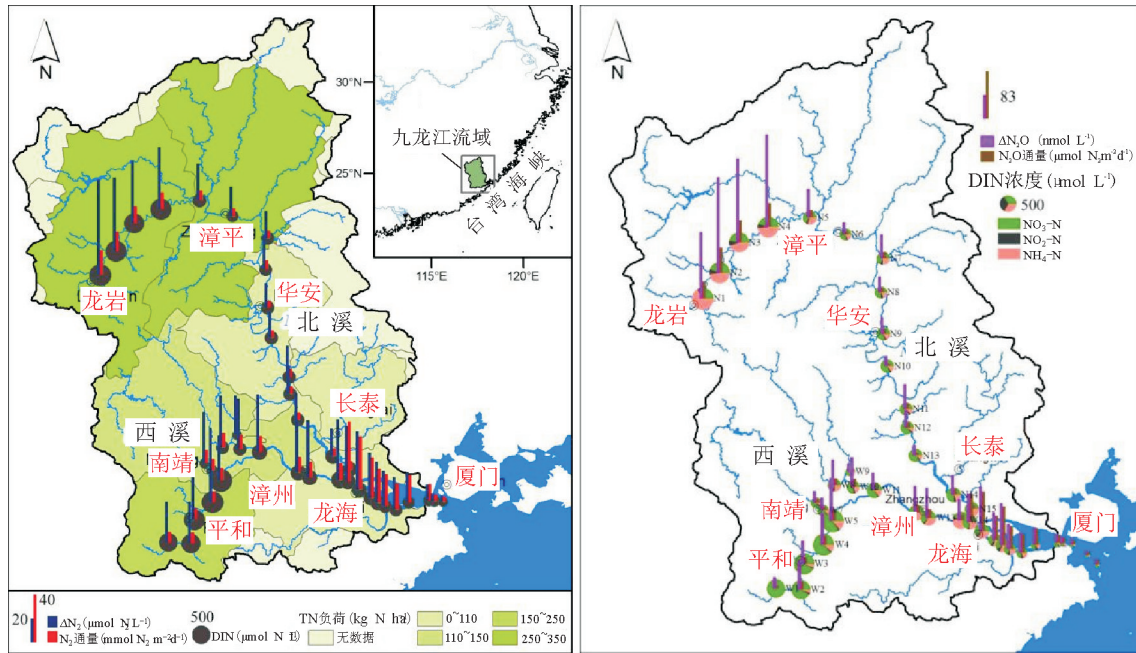 N
30°N
25°N
115°E
120°E
九龙江流域
台湾海峡
漳平
龙岩
华安
北 溪
长泰
西 溪
南靖
漳州
龙海
厦门
平和
40
20
ΔN₂(μmol N L⁻¹)
N₂通量(mmol N₂ m⁻²d⁻¹)
500
DIN(μmol N L)
TN负荷(kg N ha)
无数据
0~110
110~150
150~250
250~350
N
83
ΔN₂O (nmol L⁻¹)
N₂O通量(μmol N₂m⁻²d⁻¹)
DIN浓度(μmol L⁻¹)
500
NO₃-N
NO₂-N
NH₄-N
N1
N2
N3
N4
N5
N6
漳平
龙岩
N8
华安
N9
北 溪
N10
N11
N12
N13
长泰
西 溪
W9
W11
Zhangzhou
N14
N15
南靖
W5
漳州
厦门
W4
龙海
平和
W3
W1
W2